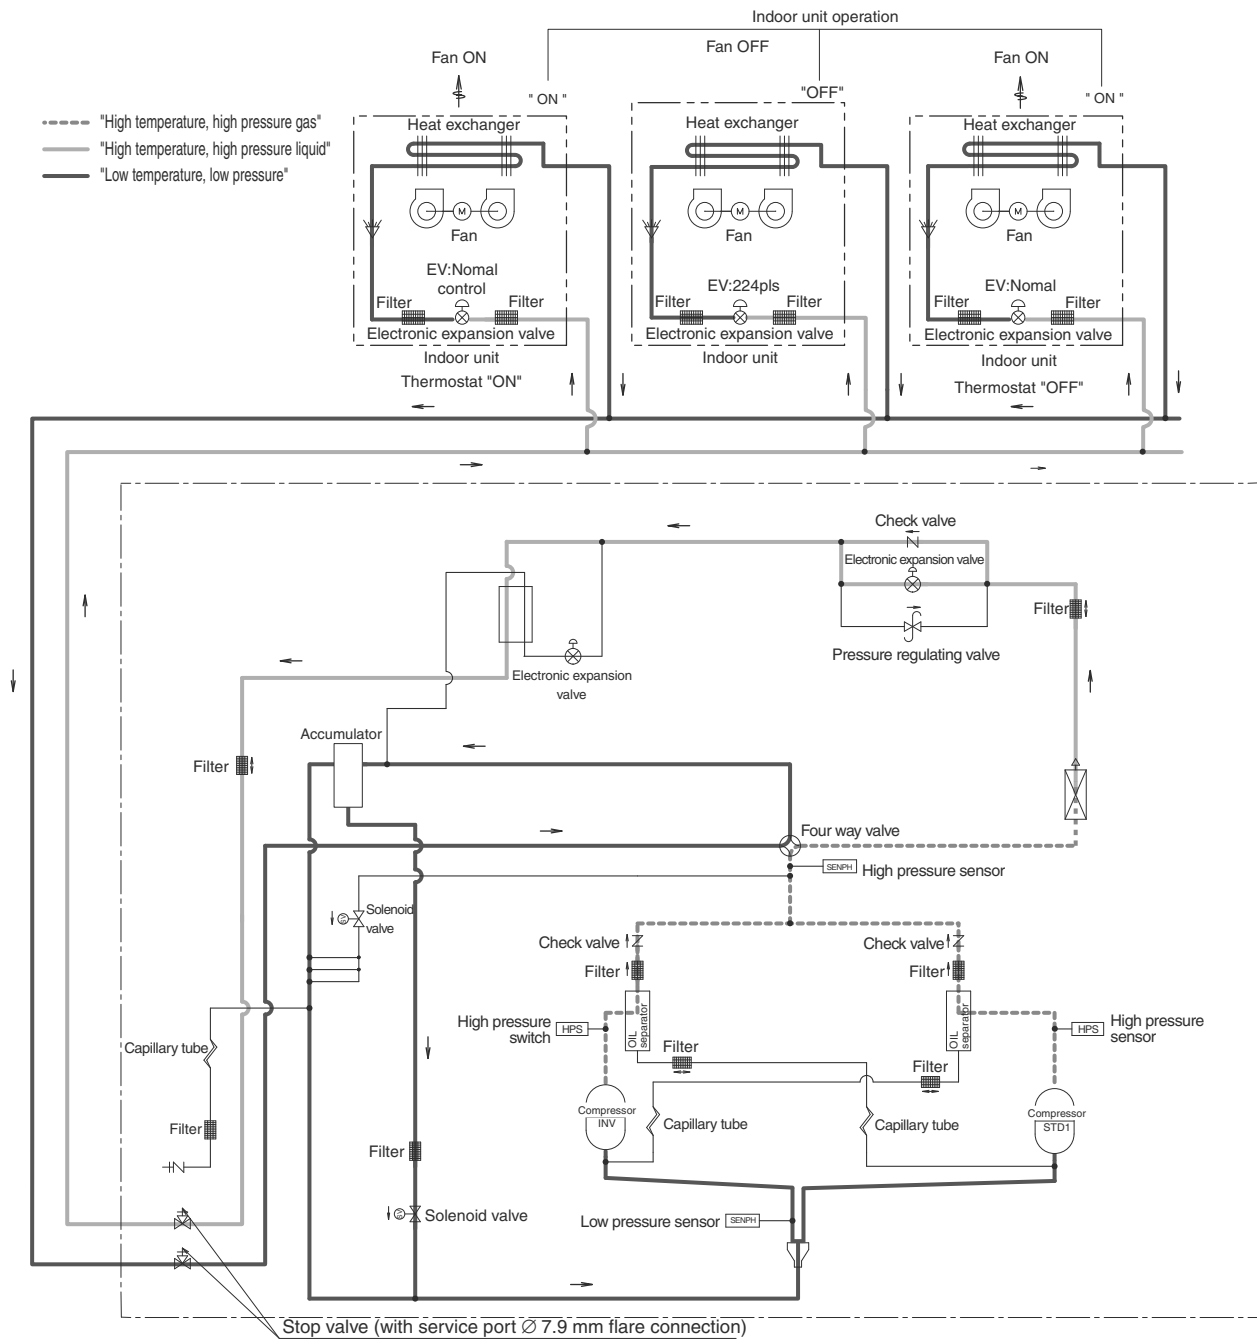 Indoor unit operation
Fan ON
Fan OFF
Fan ON
" ON "
"OFF"
" ON "
"High temperature, high pressure gas"
"High temperature, high pressure liquid"
"Low temperature, low pressure"
Heat exchanger
Heat exchanger
Heat exchanger
M
M
M
Fan
Fan
Fan
EV:Nomal
control
EV:224pls
EV:Nomal
Filter
Filter
Filter
Filter
Filter
Filter
Electronic expansion valve
Electronic expansion valve
Electronic expansion valve
Indoor unit
Indoor unit
Indoor unit
Thermostat "ON"
Thermostat "OFF"
Check valve
Electronic expansion valve
Filter
Pressure regulating valve
Electronic expansion
valve
Accumulator
Filter
Four way valve
SENPH
High pressure sensor
SV
Solenoid
valve
Check valve
Check valve
Filter
Filter
High pressure
switch
HPS
OIL
separator
OIL
separator
HPS
High pressure
sensor
Capillary tube
Filter
Filter
Compressor
INV
Capillary tube
Capillary tube
Compressor
STD1
Filter
Filter
SV
Solenoid valve
Low pressure sensor
SENPH
Stop valve (with service port ∅ 7.9 mm flare connection)